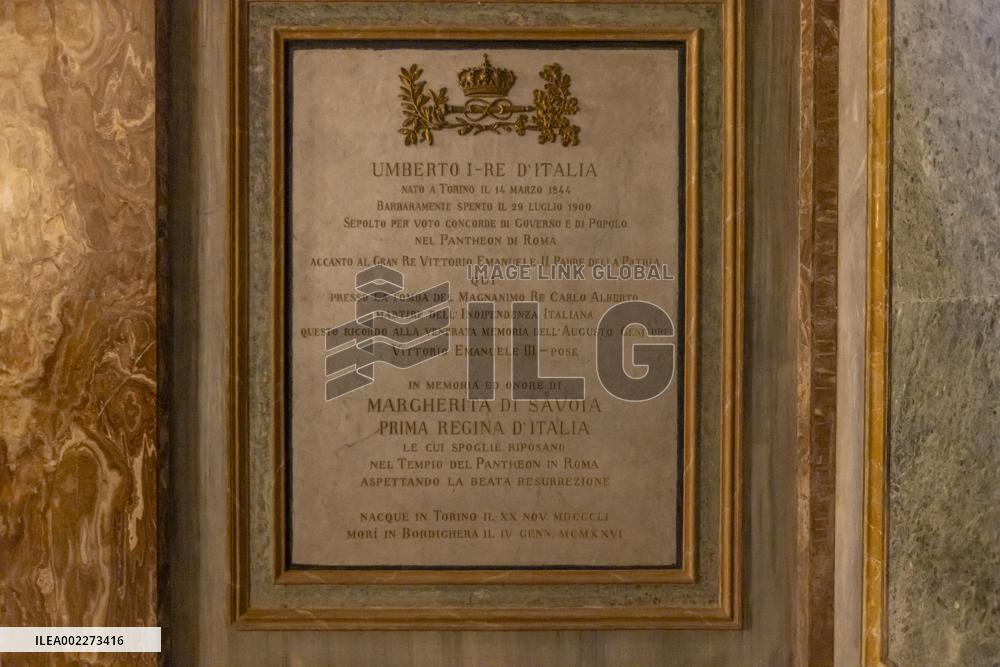 UMBERTO I-RE D'ITALIA
NATO A TORINO IL 14 MARZO 1844
BARBARAMENTE SPENTO IL 29 LUGLIO 1900
SEPOLTO PER VOTO CONCORDE DI GOVERNO E DI POPOLO
NEL PANTHEON DI ROMA
ACCANTO AL GRAN RE VITTORIO EMANUELE II PADRE DELLA PATRIA
IMAGE LINK GLOBAL
QUI
PRESSO LA TOMBA DEL MAGNANIMO RE CARLO ALBERTO
MARTIRE DELL'INDIPENDENZA ITALIANA
ILG
QUESTO RICORDO ALLA VENERATA MEMORIA DELL'AUGUSTO GENITORE
VITTORIO EMANUELE III-POSE
IN MEMORIA ED ONORE DI
MARGHERITA DI SAVOIA
PRIMA REGINA D'ITALIA
LE CUI SPOGLIE RIPOSANO
NEL TEMPIO DEL PANTHEON IN ROMA
ASPETTANDO LA BEATA RESURREZIONE
NACQUE IN TORINO IL XX NOV. MDCCCLI
MORÌ IN BORDIGHERA IL IV GENN. MCMXXVI
ILEA002273416